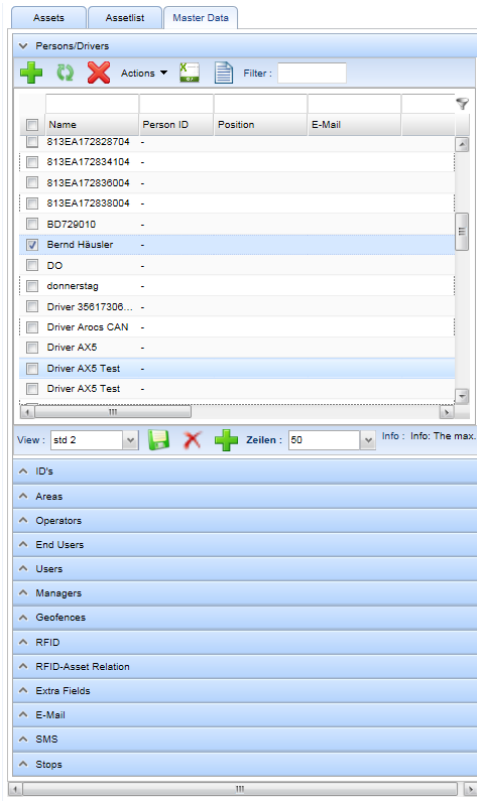 Assets Assetlist Master Data
Persons/Drivers
Actions Filter :
Name Person ID Position E-Mail
813EA172828704 -
813EA172834104 -
813EA172836004 -
813EA172838004 -
BD729010 -
Bernd Häusler -
DO -
donnerstag -
Driver 35617306... -
Driver Arocs CAN -
Driver AX5 -
Driver AX5 Test -
Driver AX5 Test -
View : std 2 Zeilen : 50 Info : Info: The max.
ID's
Areas
Operators
End Users
Users
Managers
Geofences
RFID
RFID-Asset Relation
Extra Fields
E-Mail
SMS
Stops